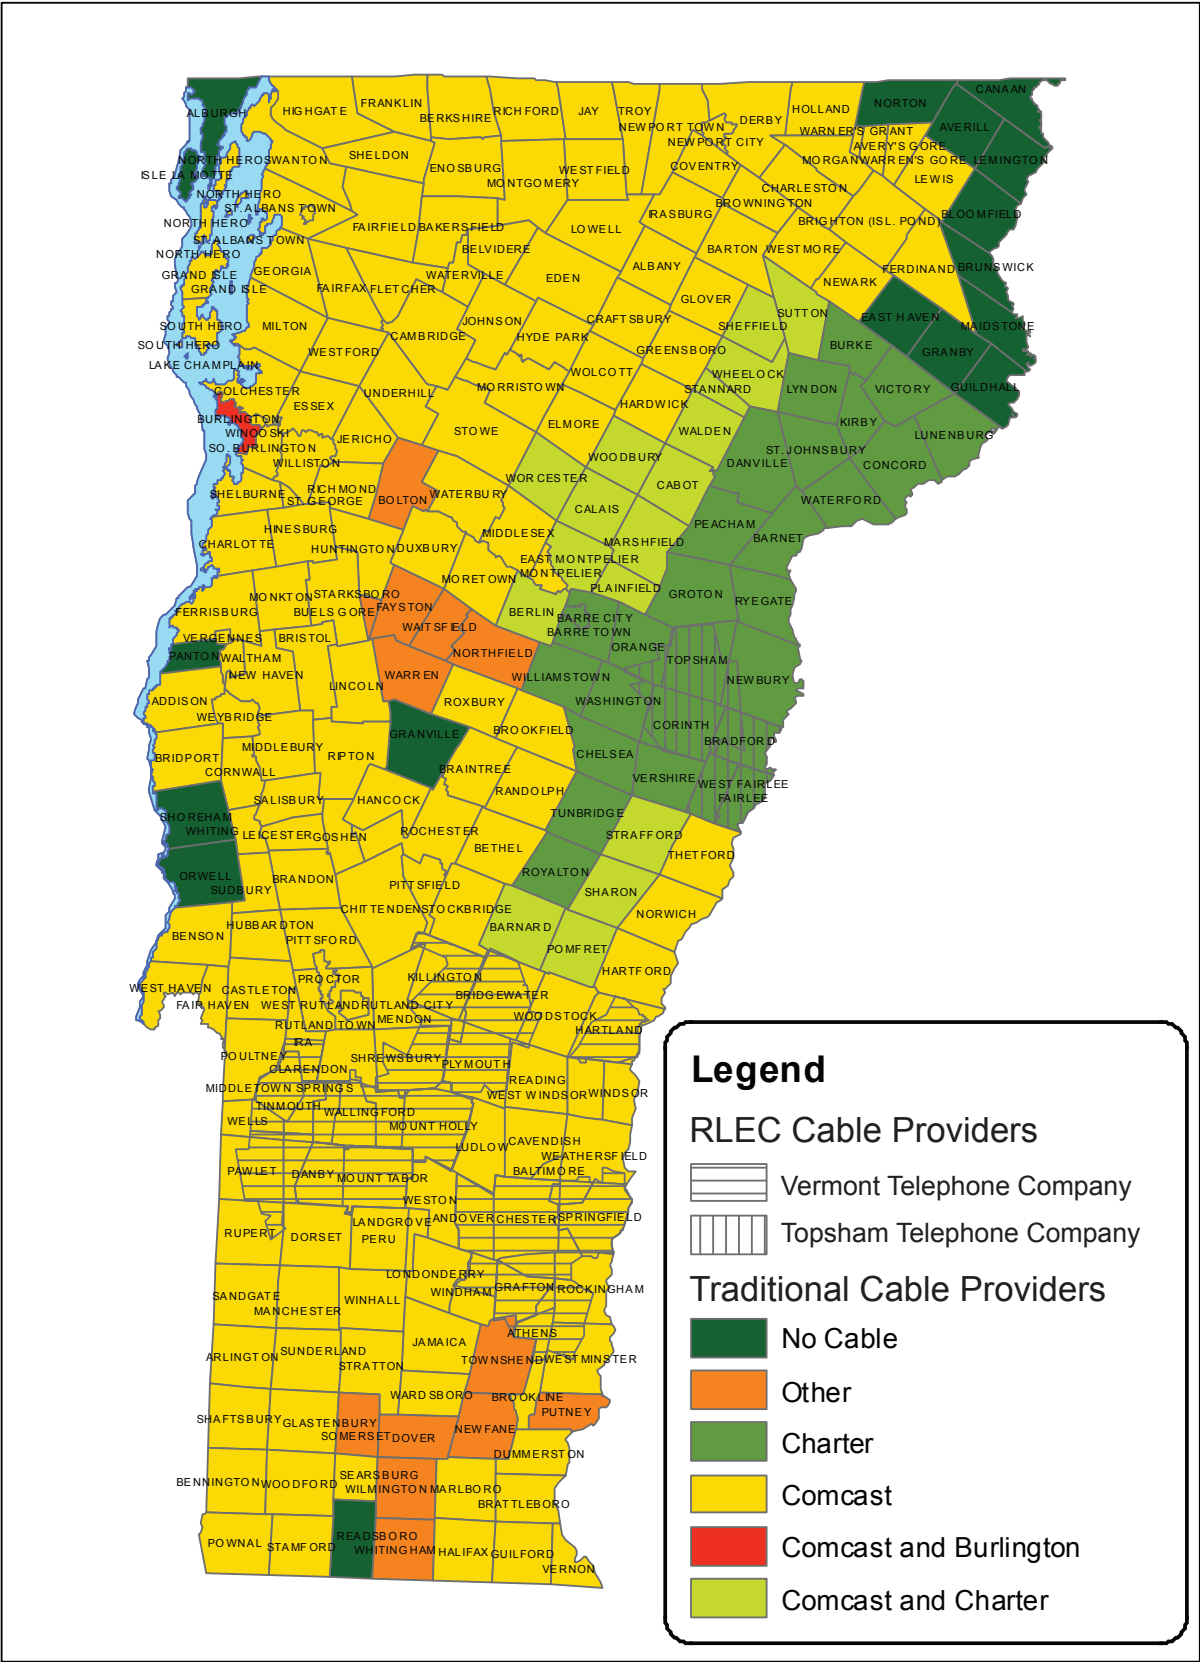 CANAAN
ALBURGH
HIGHGATE
FRANKLIN
BERKSHIRE
RICHFORD
JAY
TROY
NEWPORT TOWN
DERBY
HOLLAND
NORTON
AVERILL
NEWPORT CITY
WARNER'S GRANT
AVERY'S GORE
NORTH HERO
SWANTON
SHELDON
ENOSBURG
MONTGOMERY
WESTFIELD
COVENTRY
MORGAN
WARREN'S GORE
LEMINGTON
ISLE LA MOTTE
LEWIS
NORTH HERO
ST. ALBANS TOWN
CHARLESTON
BROWNINGTON
IRASBURG
BRIGHTON (ISL. POND)
BLOOMFIELD
NORTH HERO
FAIRFIELD
BAKERSFIELD
LOWELL
ST. ALBANS TOWN
BELVIDERE
BARTON
WESTMORE
NORTH HERO
GRAND ISLE
GEORGIA
WATERVILLE
EDEN
ALBANY
FERDINAND
BRUNSWICK
GRAND ISLE
FAIRFAX
FLETCHER
NEWARK
GLOVER
SOUTH HERO
MILTON
JOHNSON
CRAFTSBURY
SHEFFIELD
SUTTON
EAST HAVEN
MAIDSTONE
SOUTH HERO
CAMBRIDGE
HYDE PARK
WESTFORD
GREENSBORO
BURKE
GRANBY
LAKE CHAMPLAIN
WOLCOTT
WHEELOCK
COLCHESTER
UNDERHILL
MORRISTOWN
STANNARD
LYNDON
VICTORY
GUILDHALL
ESSEX
HARDWICK
BURLINGTON
WINOOSKI
JERICHO
STOWE
ELMORE
WALDEN
KIRBY
LUNENBURG
SO. BURLINGTON
WILLISTON
WOODBURY
DANVILLE
ST. JOHNSBURY
CONCORD
SHELBURNE
RICHMOND
ST. GEORGE
BOLTON
WATERBURY
WORCESTER
CABOT
CALAIS
WATERFORD
HINESBURG
MIDDLESEX
PEACHAM
CHARLOTTE
HUNTINGTON
DUXBURY
MARSHFIELD
BARNET
EAST MONTPELIER
MORETOWN
MONTPELIER
PLAINFIELD
MONKTON
STARKSBORO
GROTON
RYEGATE
FERRISBURG
BUELS GORE
FAYSTON
BERLIN
BARRE CITY
VERGENNES
BRISTOL
WAITSFIELD
BARRE TOWN
ORANGE
PANTON
WALTHAM
NORTHFIELD
TOPSHAM
NEW HAVEN
LINCOLN
WARREN
WILLIAMSTOWN
NEWBURY
ADDISON
ROXBURY
WASHINGTON
WEYBRIDGE
GRANVILLE
BROOKFIELD
CORINTH
BRADFORD
BRIDPORT
MIDDLEBURY
RIPTON
CHELSEA
CORNWALL
BRAINTREE
VERSHIRE
WEST FAIRLEE
SALISBURY
HANCOCK
RANDOLPH
FAIRLEE
SHOREHAM
WHITING
LEICESTER
GOSHEN
ROCHESTER
TUNBRIDGE
STRAFFORD
BETHEL
THETFORD
ORWELL
SUDBURY
BRANDON
PITTSFIELD
ROYALTON
SHARON
CHITTENDEN
STOCKBRIDGE
NORWICH
BENSON
HUBBARDTON
PITTSFORD
BARNARD
POMFRET
WEST HAVEN
CASTLETON
PROCTOR
KILLINGTON
HARTFORD
FAIR HAVEN
WEST RUTLAND
RUTLAND CITY
BRIDGEWATER
RUTLAND TOWN
MENDON
WOODSTOCK
HARTLAND
IRA
POULTNEY
CLARENDON
SHREWSBURY
PLYMOUTH
MIDDLETOWN SPRINGS
READING
WEST WINDSOR
WINDSOR
TINMOUTH
WALLINGFORD
WELLS
MOUNT HOLLY
LUDLOW
CAVENDISH
WEATHERSFIELD
PAWLET
DANBY
MOUNT TABOR
BALTIMORE
WESTON
LANDGROVE
ANDOVER
CHESTER
SPRINGFIELD
RUPERT
DORSET
PERU
LONDONDERRY
WINDHAM
GRAFTON
ROCKINGHAM
SANDGATE
MANCHESTER
WINHALL
ATHENS
JAMAICA
ARLINGTON
SUNDERLAND
STRATTON
TOWNSHEND
WESTMINSTER
WARDSBORO
BROOKLINE
PUTNEY
SHAFTSBURY
GLASTENBURY
SOMERSET
DOVER
NEWFANE
DUMMERSTON
BENNINGTON
WOODFORD
SEARSBURG
WILMINGTON
MARLBORO
BRATTLEBORO
POWNAL
STAMFORD
READSBORO
WHITINGHAM
HALIFAX
GUILFORD
VERNON
Legend
RLEC Cable Providers
Vermont Telephone Company
Topsham Telephone Company
Traditional Cable Providers
No Cable
Other
Charter
Comcast
Comcast and Burlington
Comcast and Charter